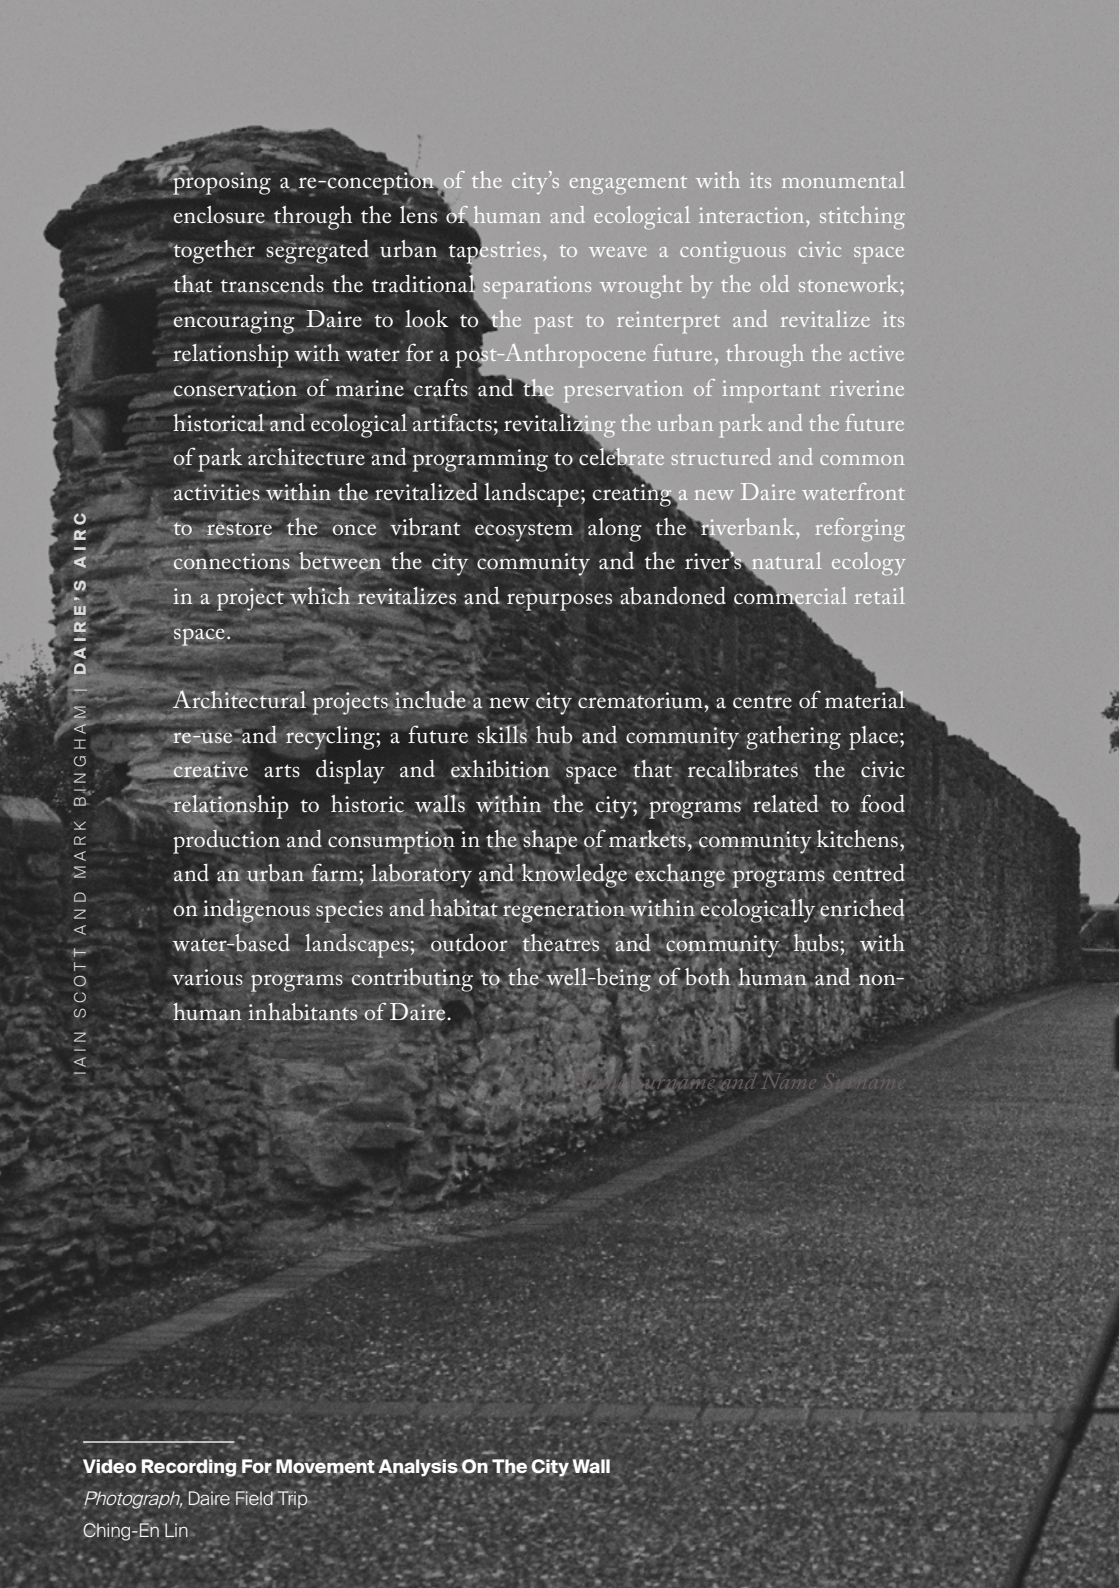 proposing a re-conception of the city's engagement with its monumental
enclosure through the lens of human and ecological interaction, stitching
together segregated urban tapestries, to weave a contiguous civic space
that transcends the traditional separations wrought by the old stonework;
encouraging Daire to look to the past to reinterpret and revitalize its
relationship with water for a post-Anthropocene future, through the active
conservation of marine crafts and the preservation of important riverine
historical and ecological artifacts; revitalizing the urban park and the future
of park architecture and programming to celebrate structured and common
activities within the revitalized landscape; creating a new Daire waterfront
to restore the once vibrant ecosystem along the riverbank, reforging
connections between the city community and the river's natural ecology
in a project which revitalizes and repurposes abandoned commercial retail
space.
Architectural projects include a new city crematorium, a centre of material
re-use and recycling; a future skills hub and community gathering place;
creative arts display and exhibition space that recalibrates the civic
relationship to historic walls within the city; programs related to food
production and consumption in the shape of markets, community kitchens,
and an urban farm; laboratory and knowledge exchange programs centred
on indigenous species and habitat regeneration within ecologically enriched
water-based landscapes; outdoor theatres and community hubs; with
various programs contributing to the well-being of both human and non-
human inhabitants of Daire.
Name Surname and Name Surname
IAIN SCOTT AND MARK BINGHAM | DAIRE'S AIRC
Video Recording For Movement Analysis On The City Wall
Photograph, Daire Field Trip
Ching-En Lin